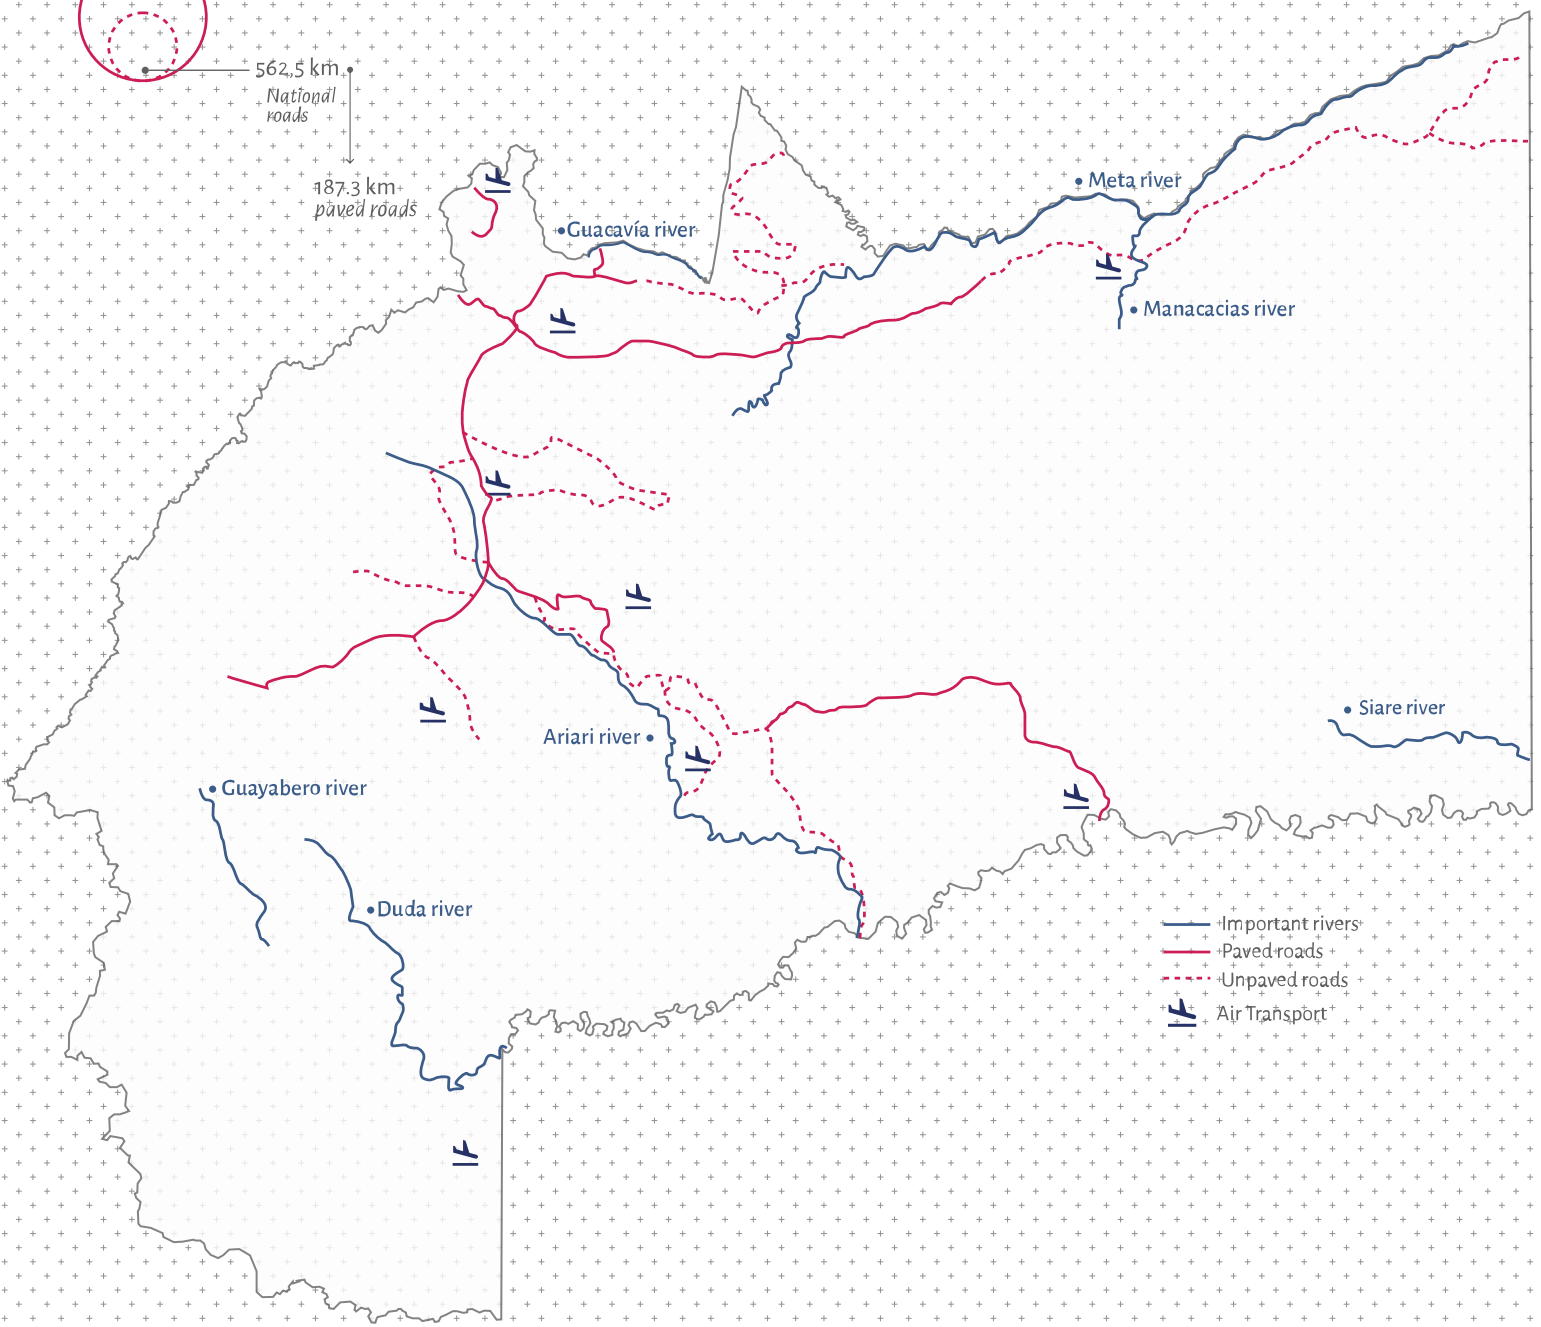 562,5 km
National
roads
187.3 km
paved roads
Meta river
Guacavía river
Manacacias river
Siare river
Ariari river
Guayabero river
Duda river
Important rivers
Paved roads
Unpaved roads
Air Transport